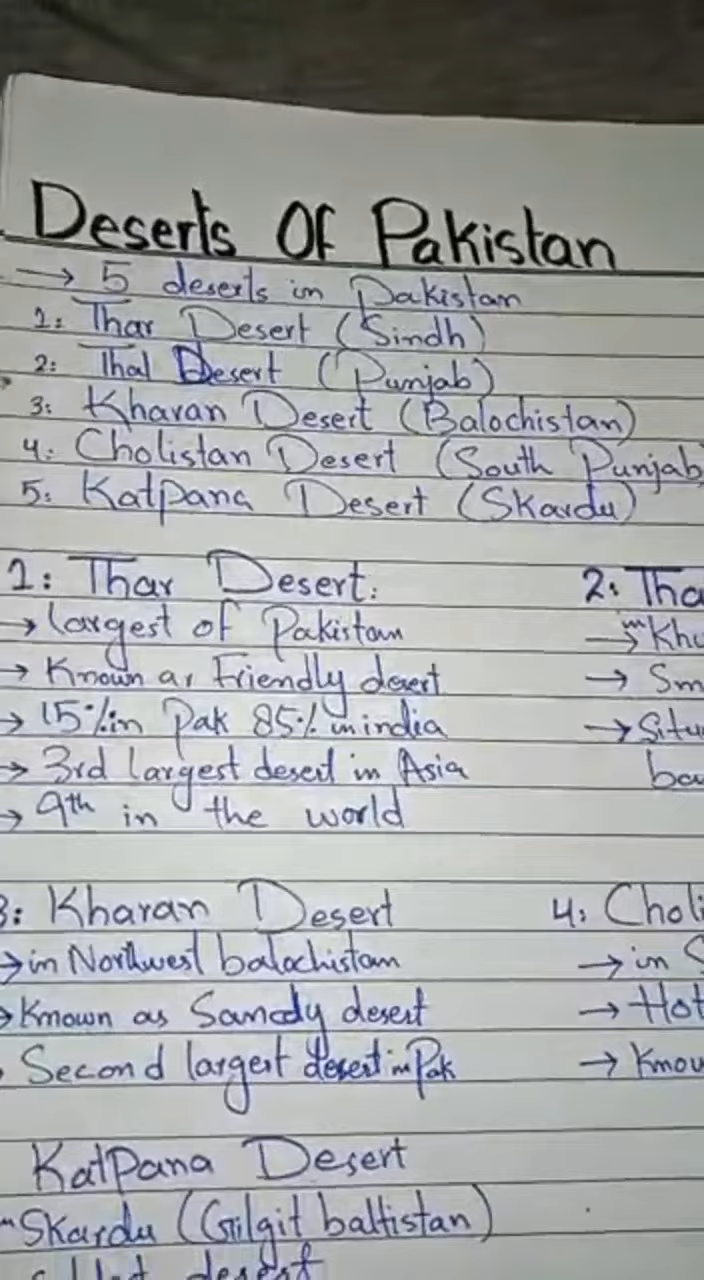 Deserts Of Pakistan
→ 5 deserts in Pakistan
1: Thar Desert (Sindh)
2: Thal Desert (Punjab)
3: Kharan Desert (Balochistan)
4: Cholistan Desert (South Punjab
5: Katpana Desert (Skardu)
1: Thar Desert:
→ largest of Pakistan
→ Known as Friendly desert
→ 15% in Pak 85% in india
→ 3rd largest desert in Asia
→ 9th in the world
2: Tha
→ in Khu
→ Sm
→ Situ
ba
3: Kharan Desert
→ in Northwest balochistan
→ Known as Sandy desert
Second largest desert in Pak
4: Choli
→ in S
→ Hot
→ Know
Katpana Desert
Skardu (Gilgit baltistan)
desert